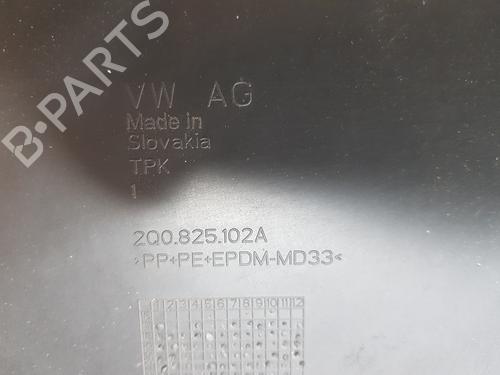 B-PARTS
VW AG
Made in
Slovakia
TPK
1
2Q0.825.102A
>PP+PE+EPDM-MD33<
1 2 3 4 5 6 7 8 9 10 11 12